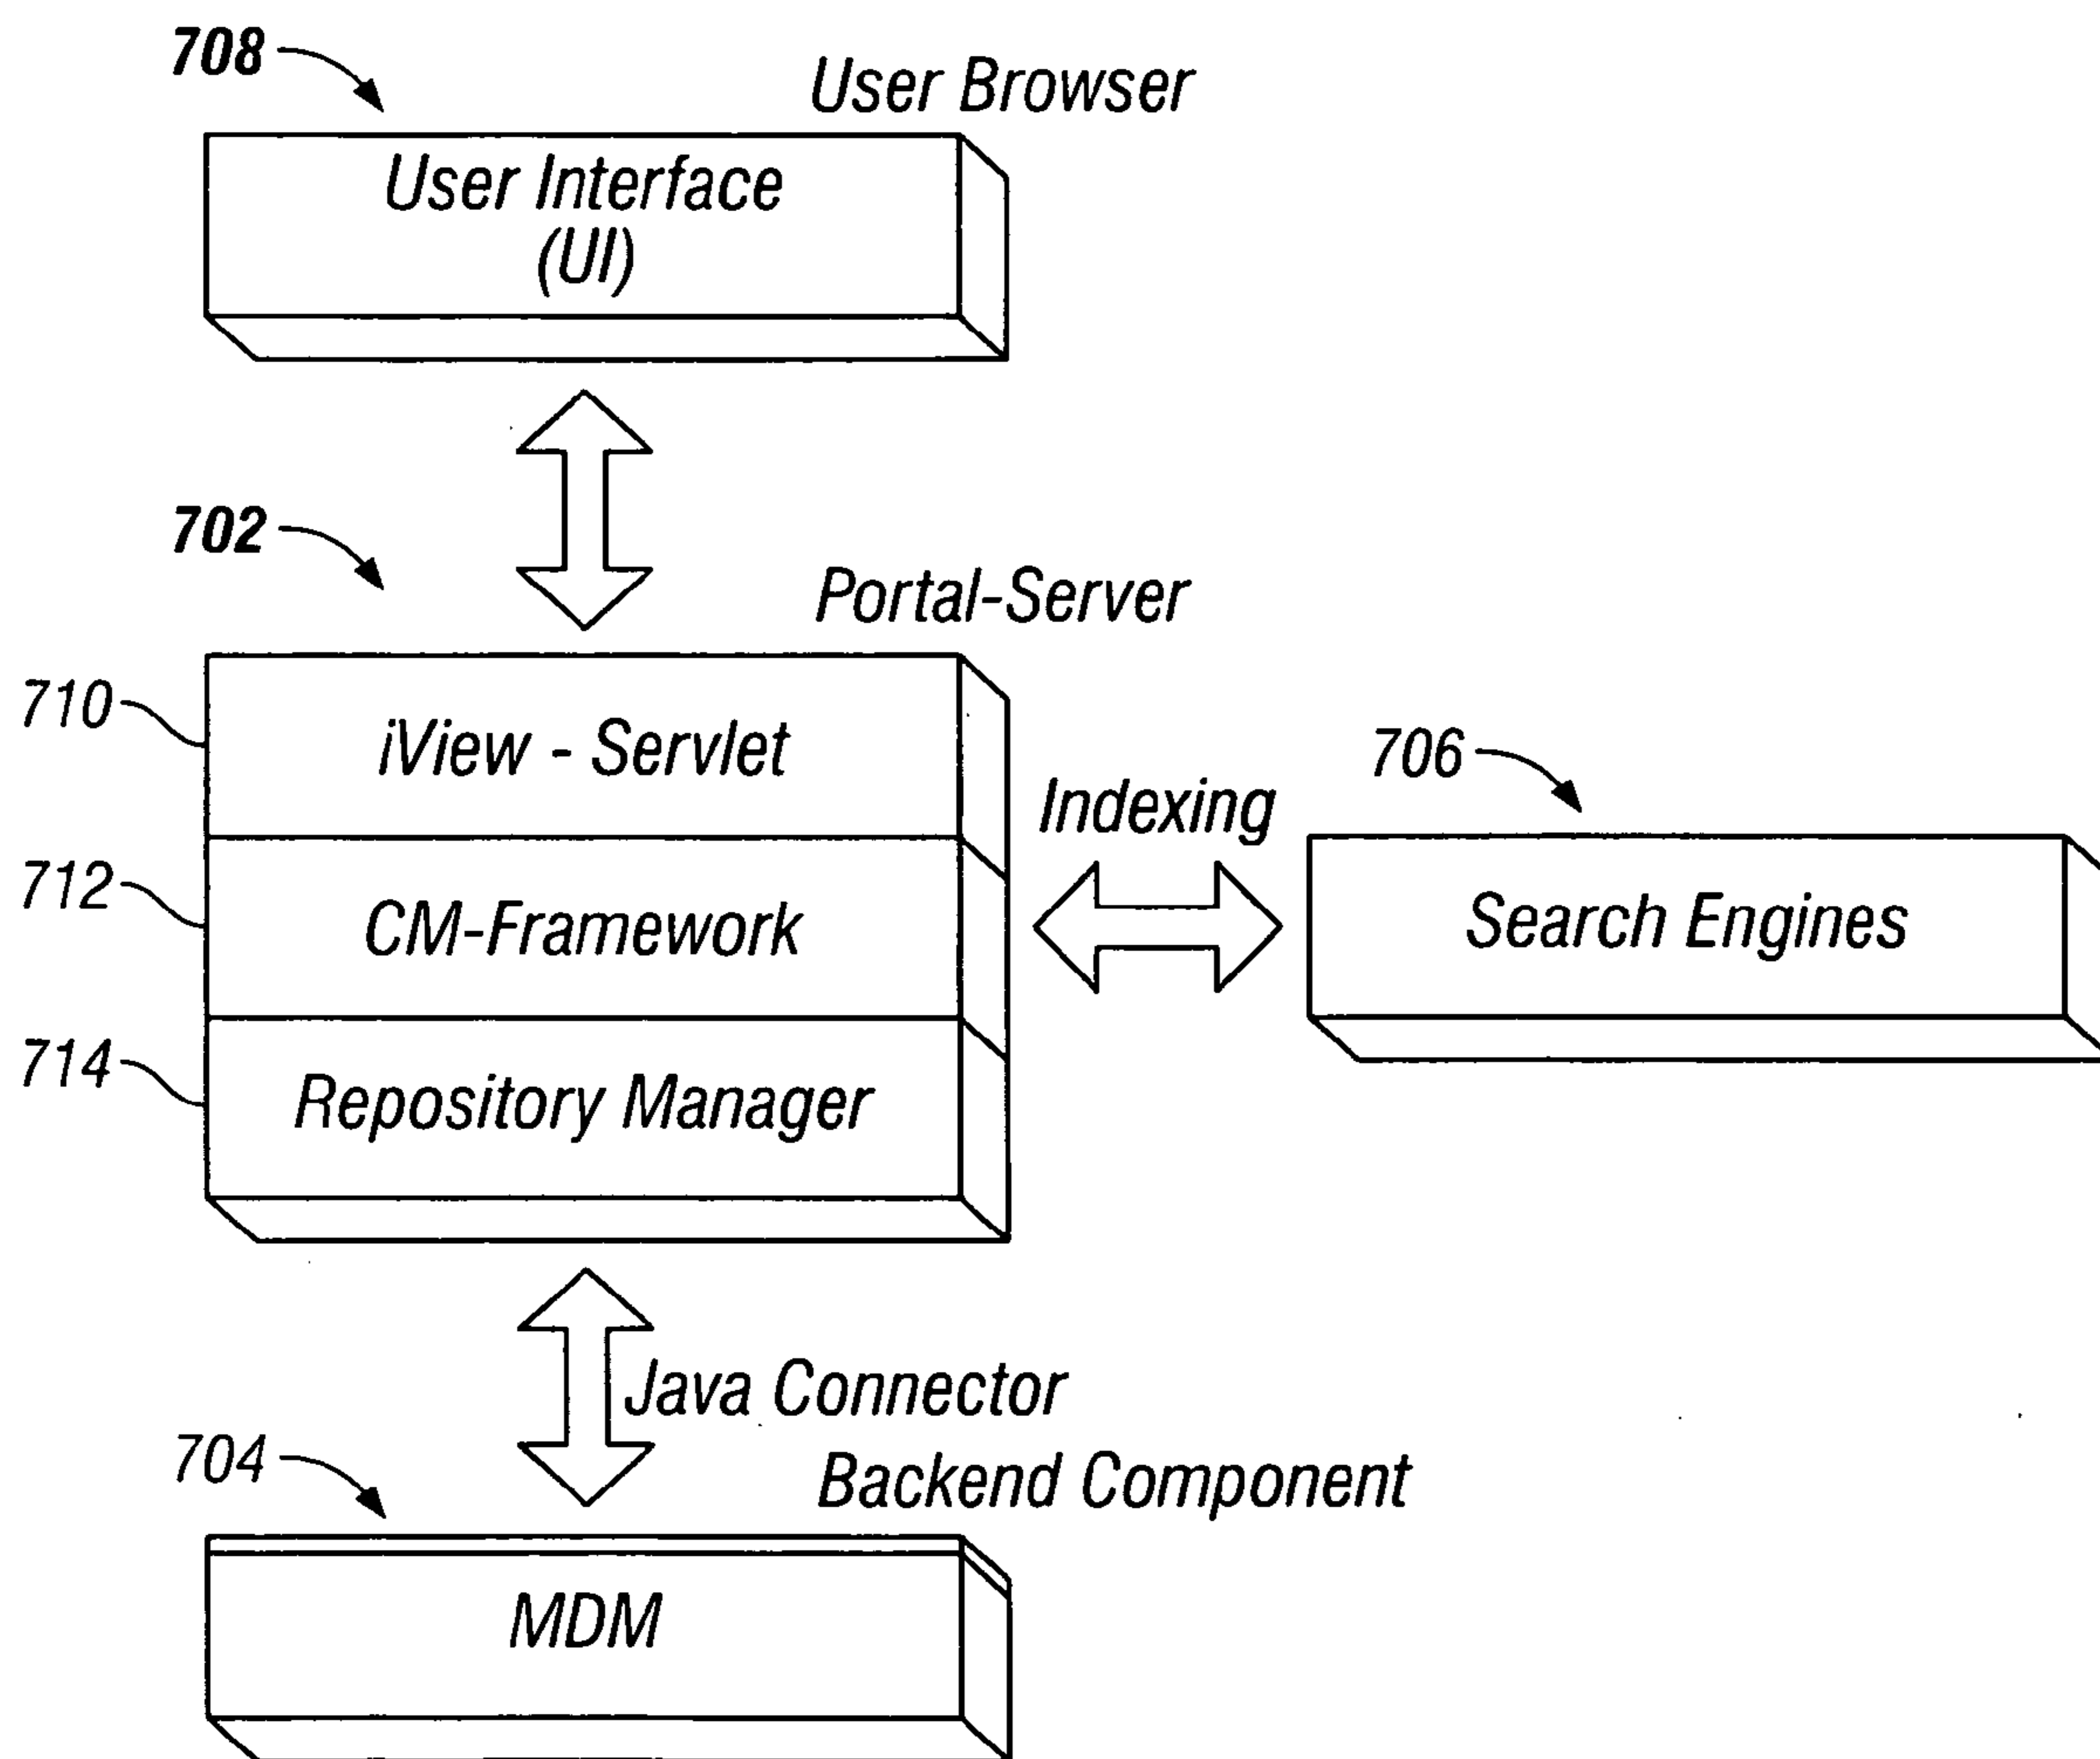 708
User Browser
User Interface
(UI)
702
Portal-Server
710
iView - Servlet
706
Indexing
712
CM-Framework
Search Engines
714
Repository Manager
Java Connector
704
Backend Component
MDM